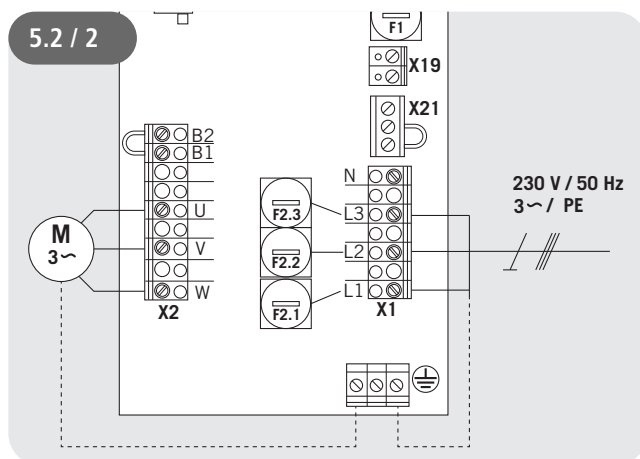 5.2 / 2
F1
X19
X21
B2
B1
U
V
W
X2
M
3~
F2.3
F2.2
F2.1
N
L3
L2
L1
X1
230 V / 50 Hz
3~ / PE